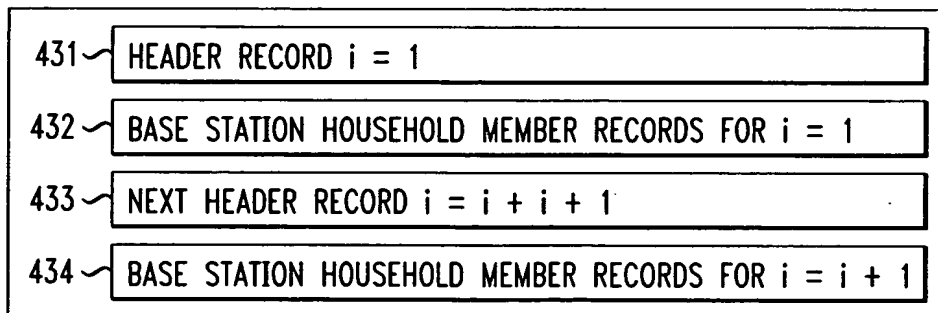 431 HEADER RECORD i = 1
432 BASE STATION HOUSEHOLD MEMBER RECORDS FOR i = 1
433 NEXT HEADER RECORD i = i + i + 1
434 BASE STATION HOUSEHOLD MEMBER RECORDS FOR i = i + 1